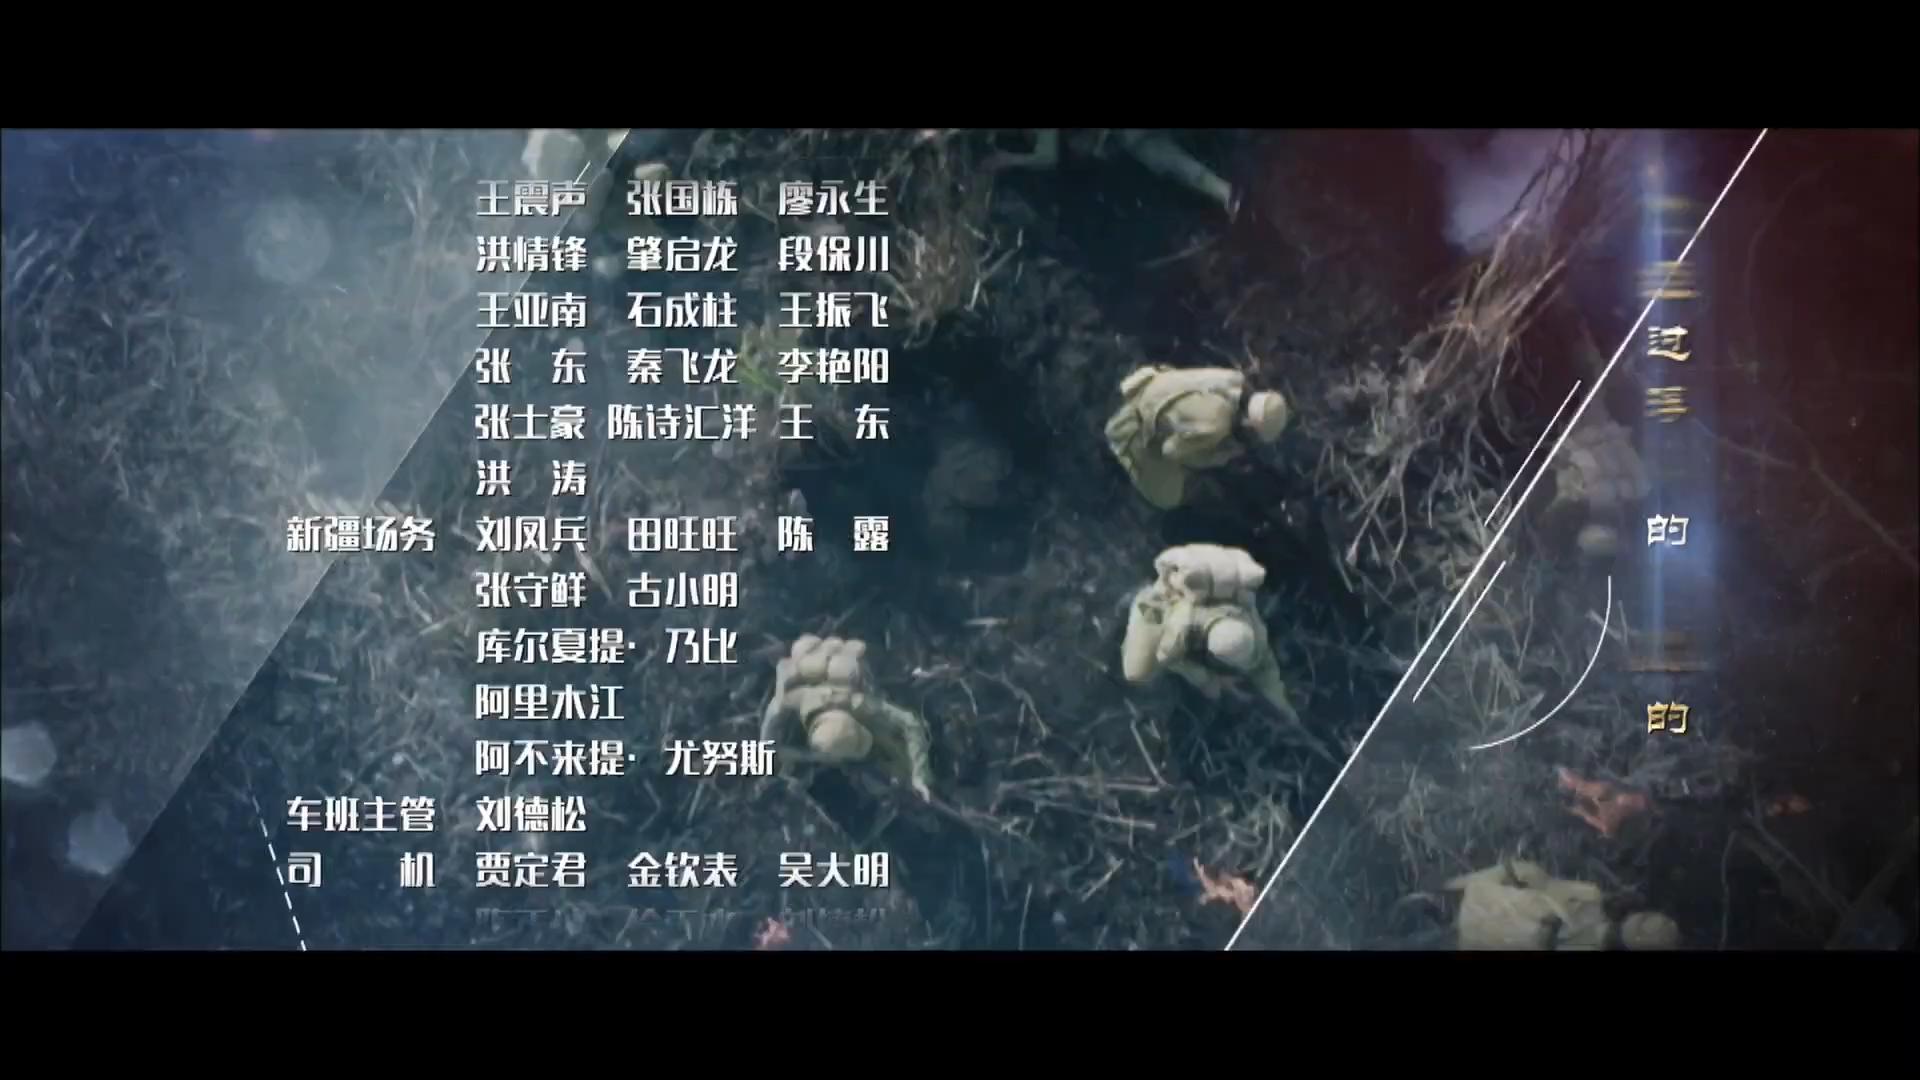 王震声 张国栋 廖永生
洪情锋 肇启龙 段保川
王亚南 石成柱 王振飞
张 东 秦飞龙 李艳阳
张士豪 陈诗汇洋 王 东
洪 涛
新疆场务 刘凤兵 田旺旺 陈 露
张守鲜 古小明
库尔夏提·乃比
阿里木江
阿不来提·尤努斯
车班主管 刘德松
司 机 贾定君 金钦表 吴大明
过
的
的